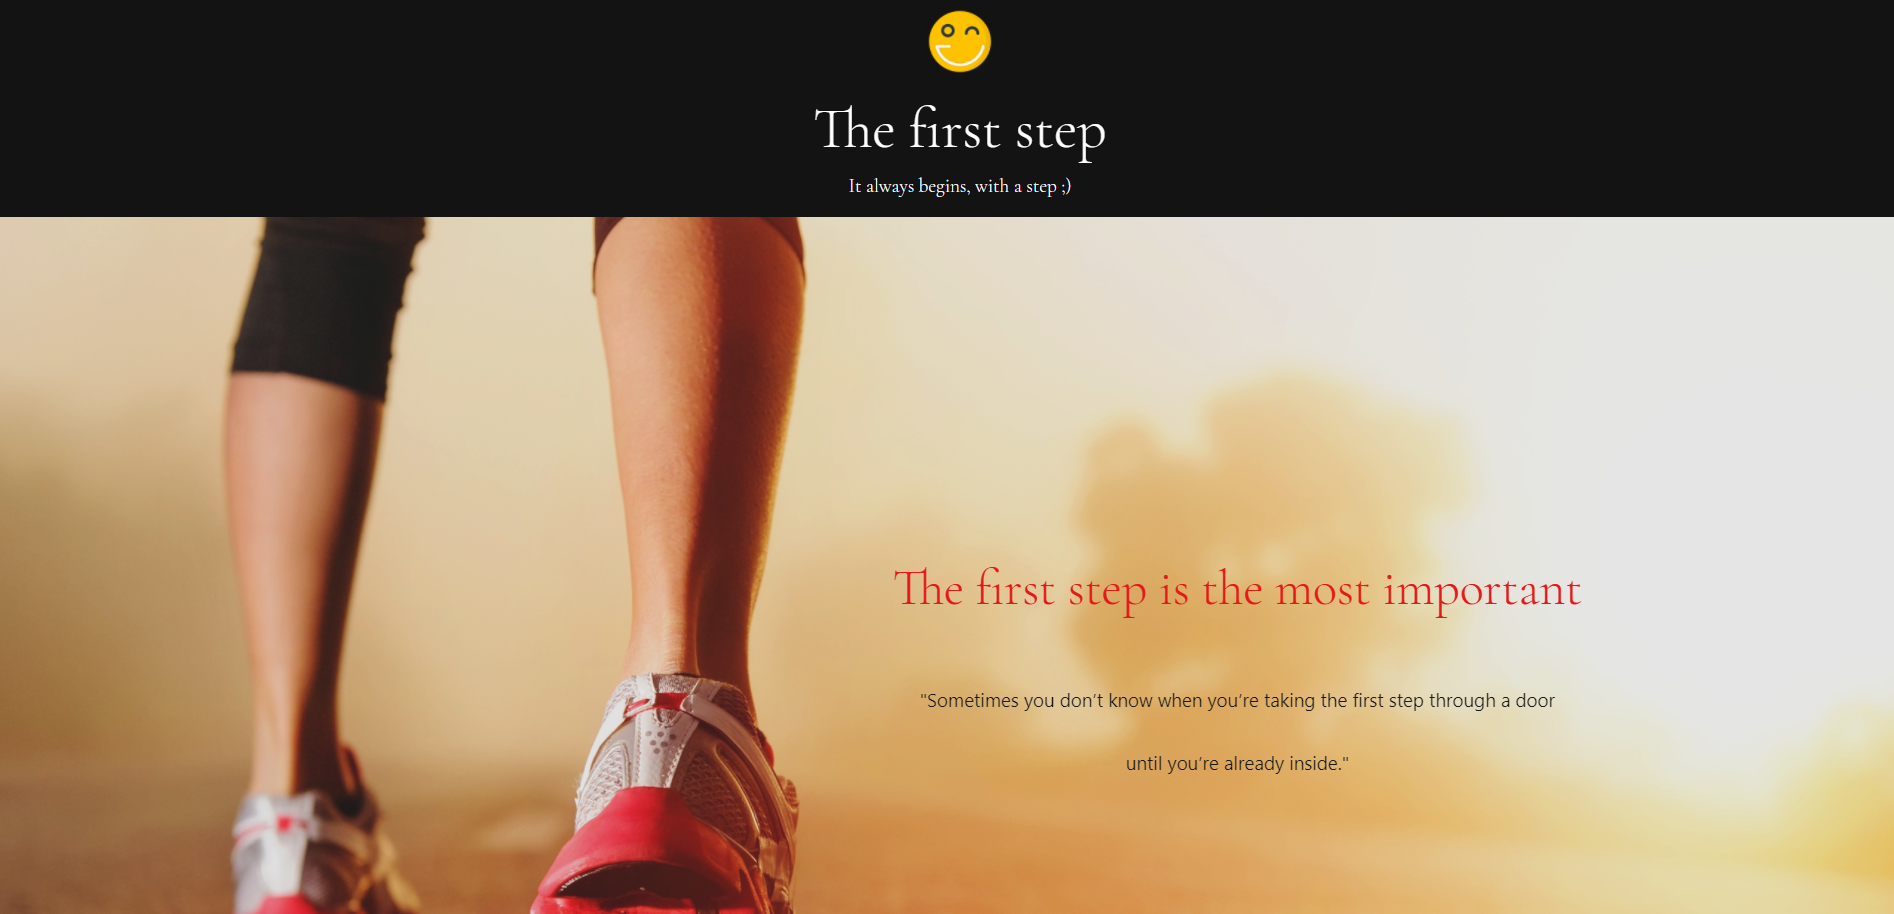 The first step
It always begins, with a step ;)
The first step is the most important
"Sometimes you don't know when you're taking the first step through a door
until you're already inside."